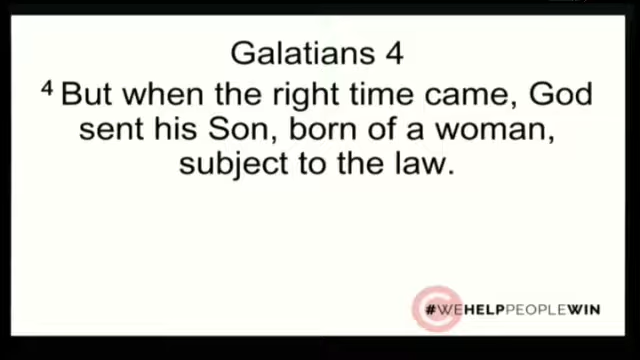 Galatians 4
4 But when the right time came, God
sent his Son, born of a woman,
subject to the law.
#WEHELPPEOPLEWIN